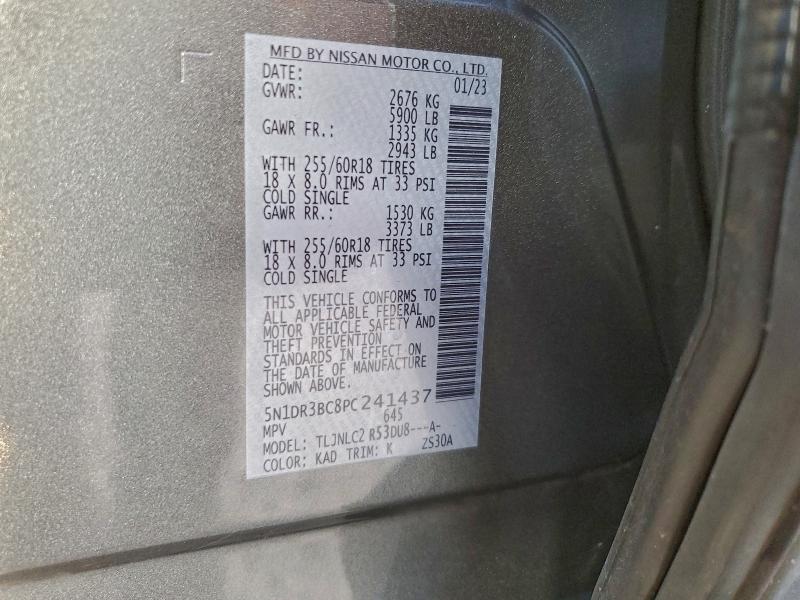 MFD BY NISSAN MOTOR CO., LTD.
DATE: 01/23
GVWR: 2676 KG
5900 LB
GAWR FR.: 1335 KG
2943 LB
WITH 255/60R18 TIRES
18 X 8.0 RIMS AT 33 PSI
COLD SINGLE
GAWR RR.: 1530 KG
3373 LB
WITH 255/60R18 TIRES
18 X 8.0 RIMS AT 33 PSI
COLD SINGLE
THIS VEHICLE CONFORMS TO
ALL APPLICABLE FEDERAL
MOTOR VEHICLE SAFETY AND
THEFT PREVENTION
STANDARDS IN EFFECT ON
THE DATE OF MANUFACTURE
SHOWN ABOVE.
5N1DR3BC8PC241437
MPV 645
MODEL: TLJNLC2 R53DU8---A-
COLOR: KAD TRIM: K ZS30A